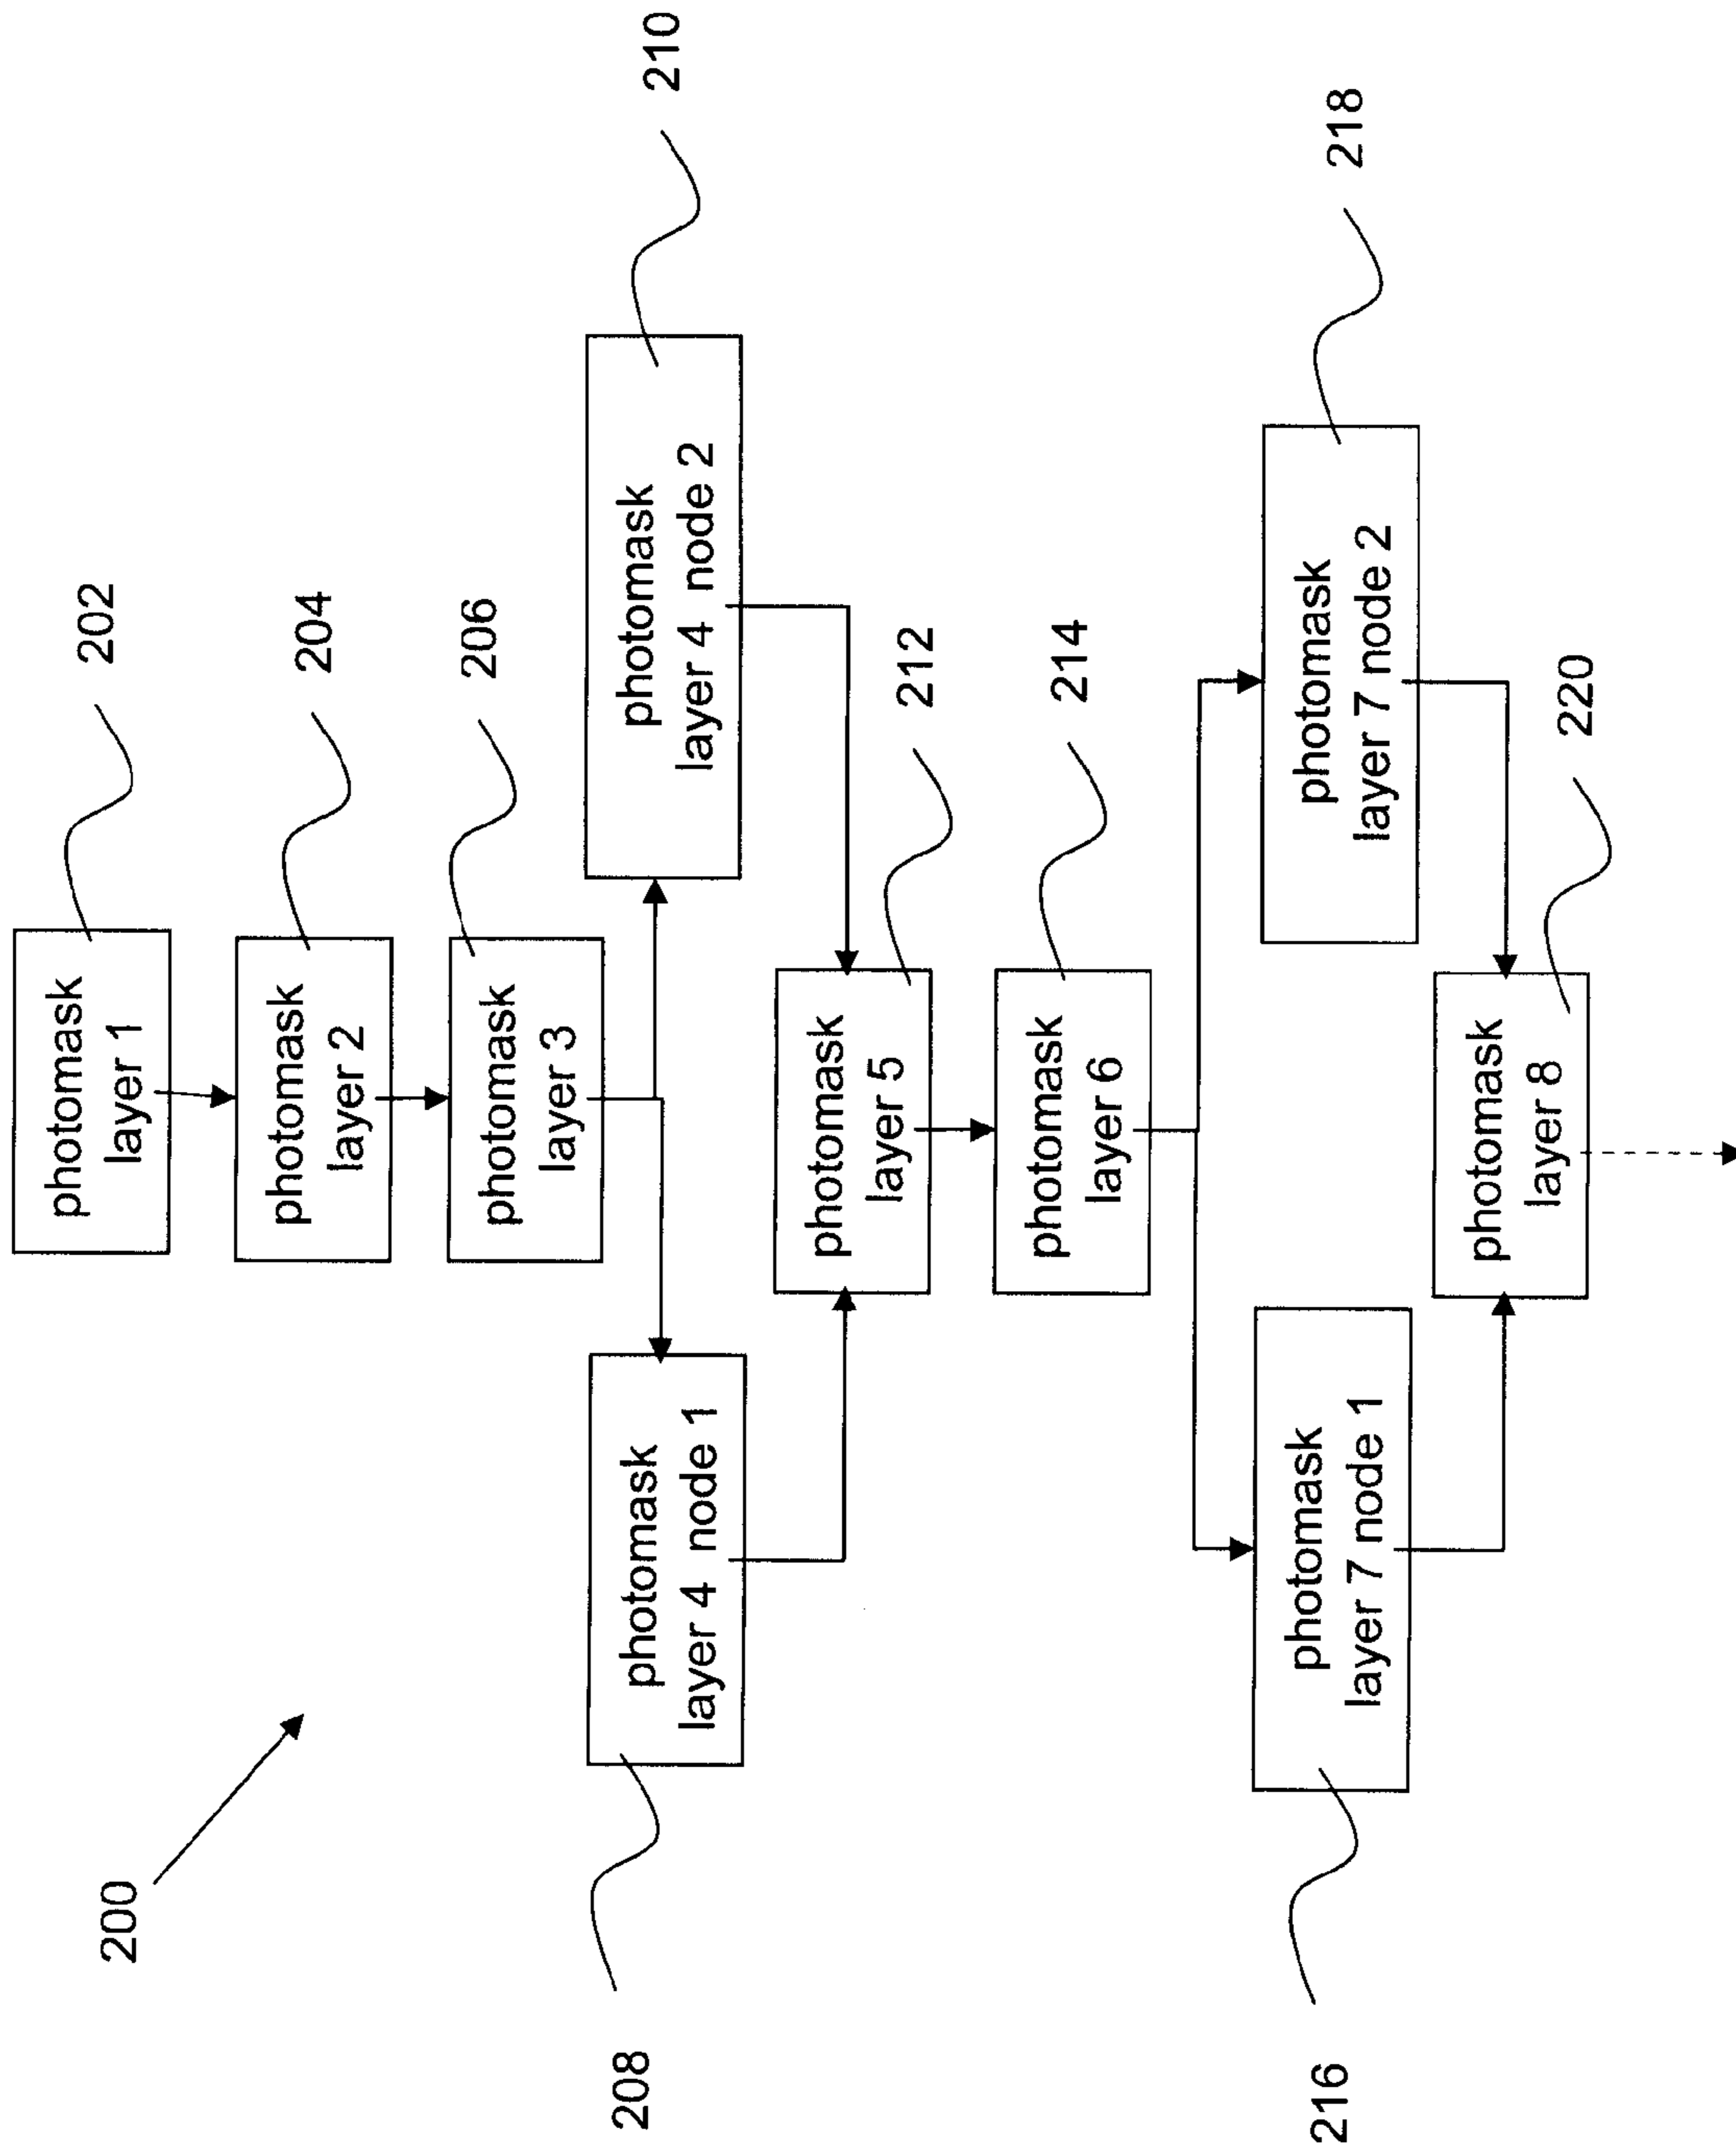 200
photomask
layer 1
202
photomask
layer 2
204
photomask
layer 3
206
photomask
layer 4 node 1
208
photomask
layer 4 node 2
210
photomask
layer 5
212
photomask
layer 6
214
photomask
layer 7 node 1
216
photomask
layer 7 node 2
218
photomask
layer 8
220